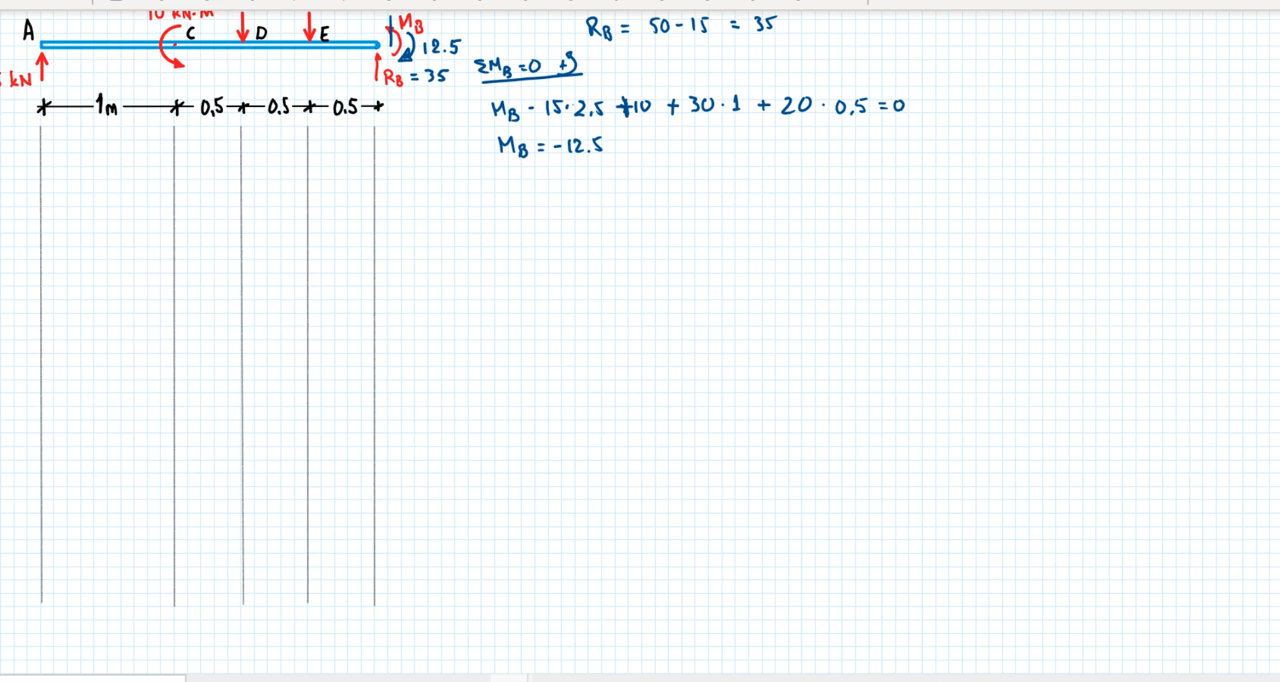 10 kN·m
A C D E M_B
12.5
R_B = 35
kN
1m 0,5 0.5 0.5
R_B = 50 - 15 = 35
ΣM_B = 0 +
M_B - 15·2,5 +10 + 30·1 + 20·0,5 = 0
M_B = -12.5